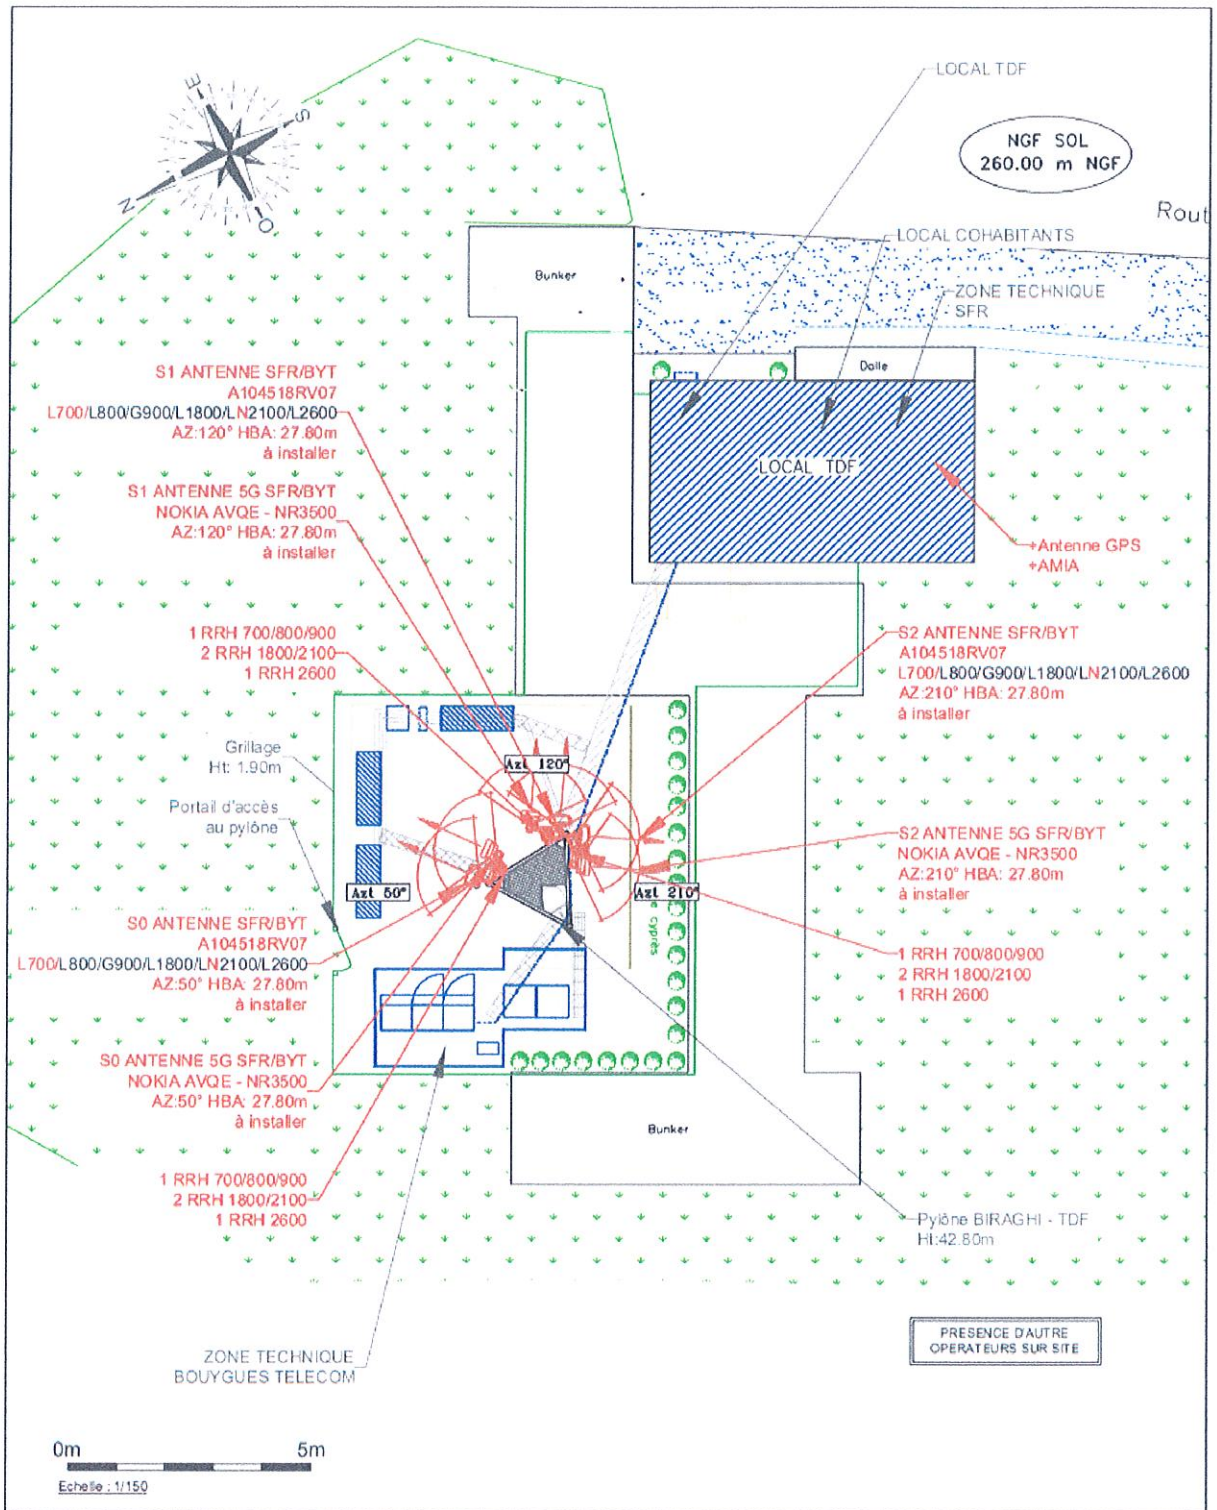 LOCAL TDF
NGF SOL
260.00 m NGF
E
S
N
O
Rout
LOCAL COHABITANTS
ZONE TECHNIQUE
- SFR
Bunker
Dalle
LOCAL TDF
S1 ANTENNE SFR/BYT
A104518RV07
L700/L800/G900/L1800/LN2100/L2600
AZ:120° HBA: 27.80m
à installer
S1 ANTENNE 5G SFR/BYT
NOKIA AVQE - NR3500
AZ:120° HBA: 27.80m
à installer
+Antenne GPS
+AMIA
1 RRH 700/800/900
2 RRH 1800/2100
1 RRH 2600
S2 ANTENNE SFR/BYT
A104518RV07
L700/L800/G900/L1800/LN2100/L2600
AZ:210° HBA: 27.80m
à installer
Grillage
Ht: 1.90m
Portail d'accès
au pylône
Azt 120°
Azt 50°
Azt 210°
e cyprès
S2 ANTENNE 5G SFR/BYT
NOKIA AVQE - NR3500
AZ:210° HBA: 27.80m
à installer
S0 ANTENNE SFR/BYT
A104518RV07
L700/L800/G900/L1800/LN2100/L2600
AZ:50° HBA: 27.80m
à installer
1 RRH 700/800/900
2 RRH 1800/2100
1 RRH 2600
S0 ANTENNE 5G SFR/BYT
NOKIA AVQE - NR3500
AZ:50° HBA: 27.80m
à installer
Bunker
1 RRH 700/800/900
2 RRH 1800/2100
1 RRH 2600
Pylône BIRAGHI - TDF
Ht:42.80m
PRESENCE D'AUTRE
OPERATEURS SUR SITE
ZONE TECHNIQUE
BOUYGUES TELECOM
0m 5m
Echelle : 1/150